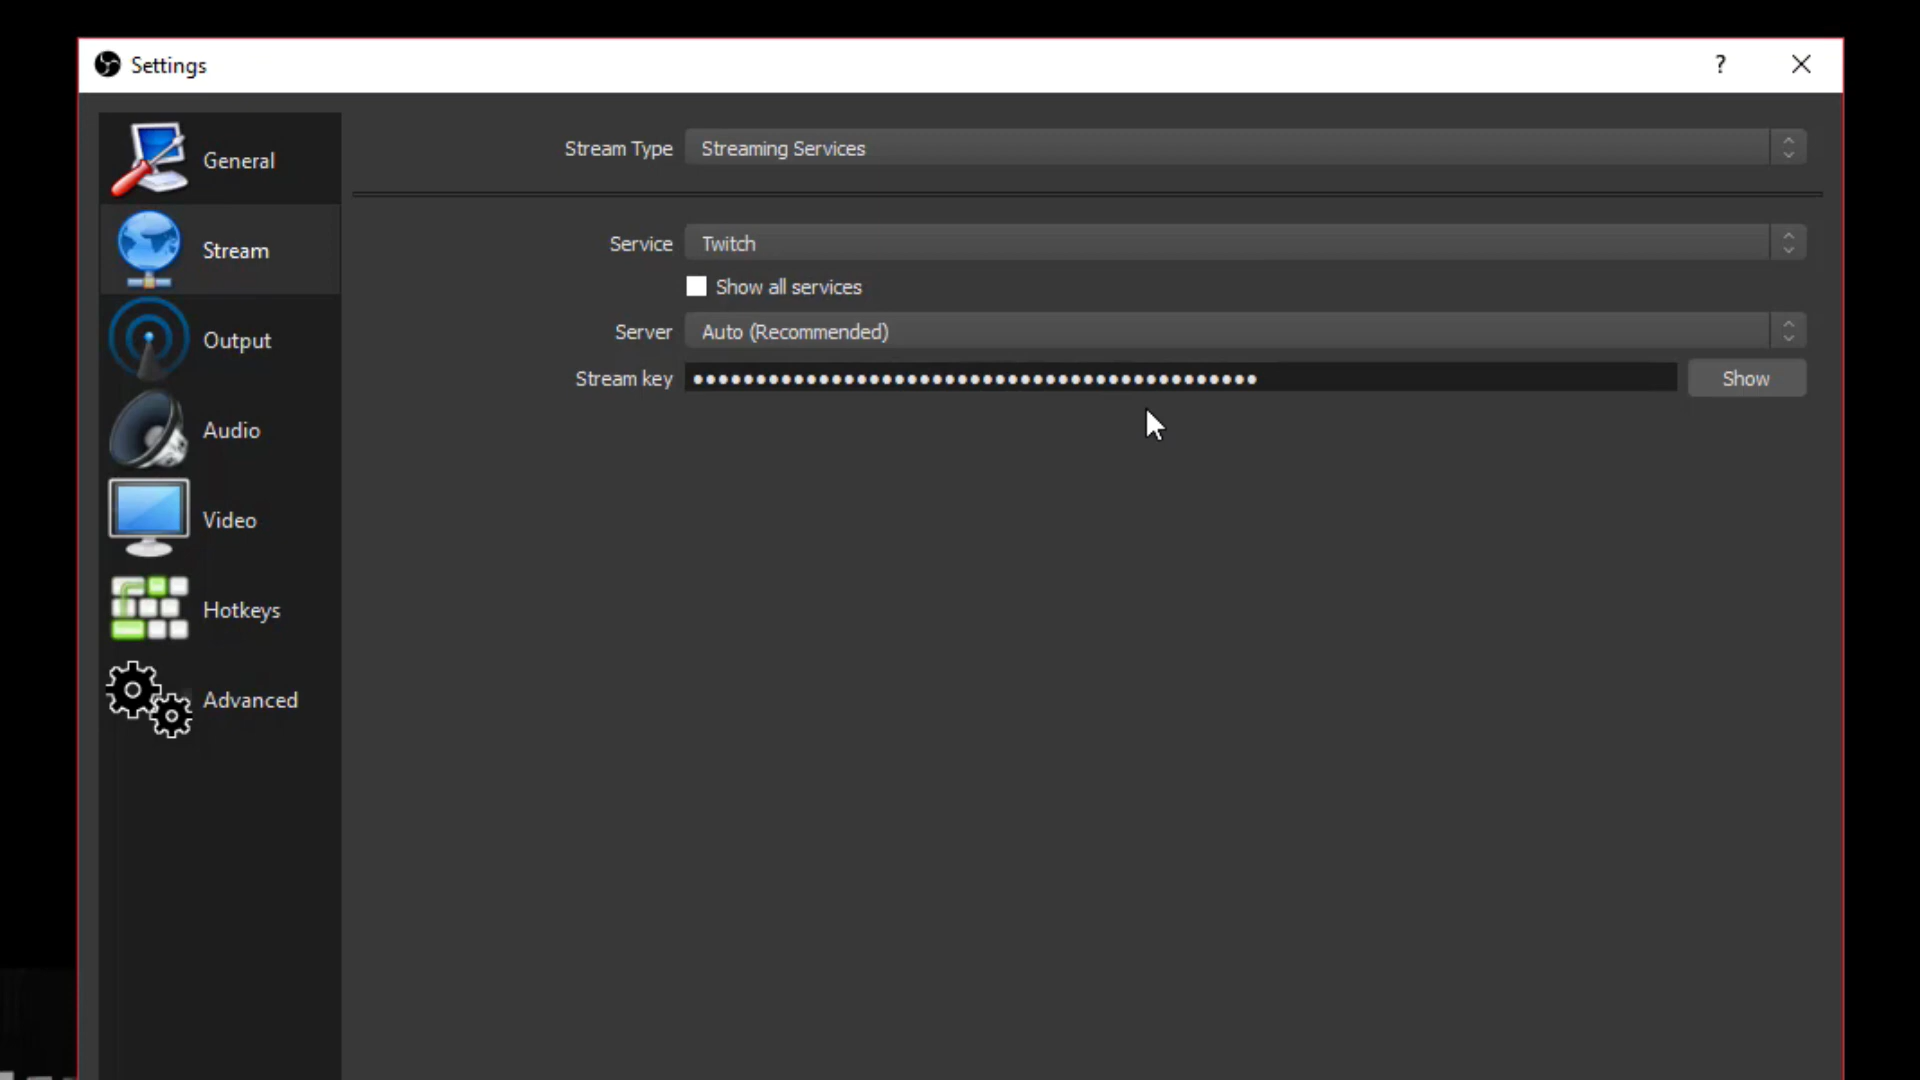 Settings
?
General
Stream
Output
Audio
Video
Hotkeys
Advanced
Stream Type Streaming Services
Service Twitch
Show all services
Server Auto (Recommended)
Stream key ●●●●●●●●●●●●●●●●●●●●●●●●●●●●●●●●●●●●●●●●●●●●● Show